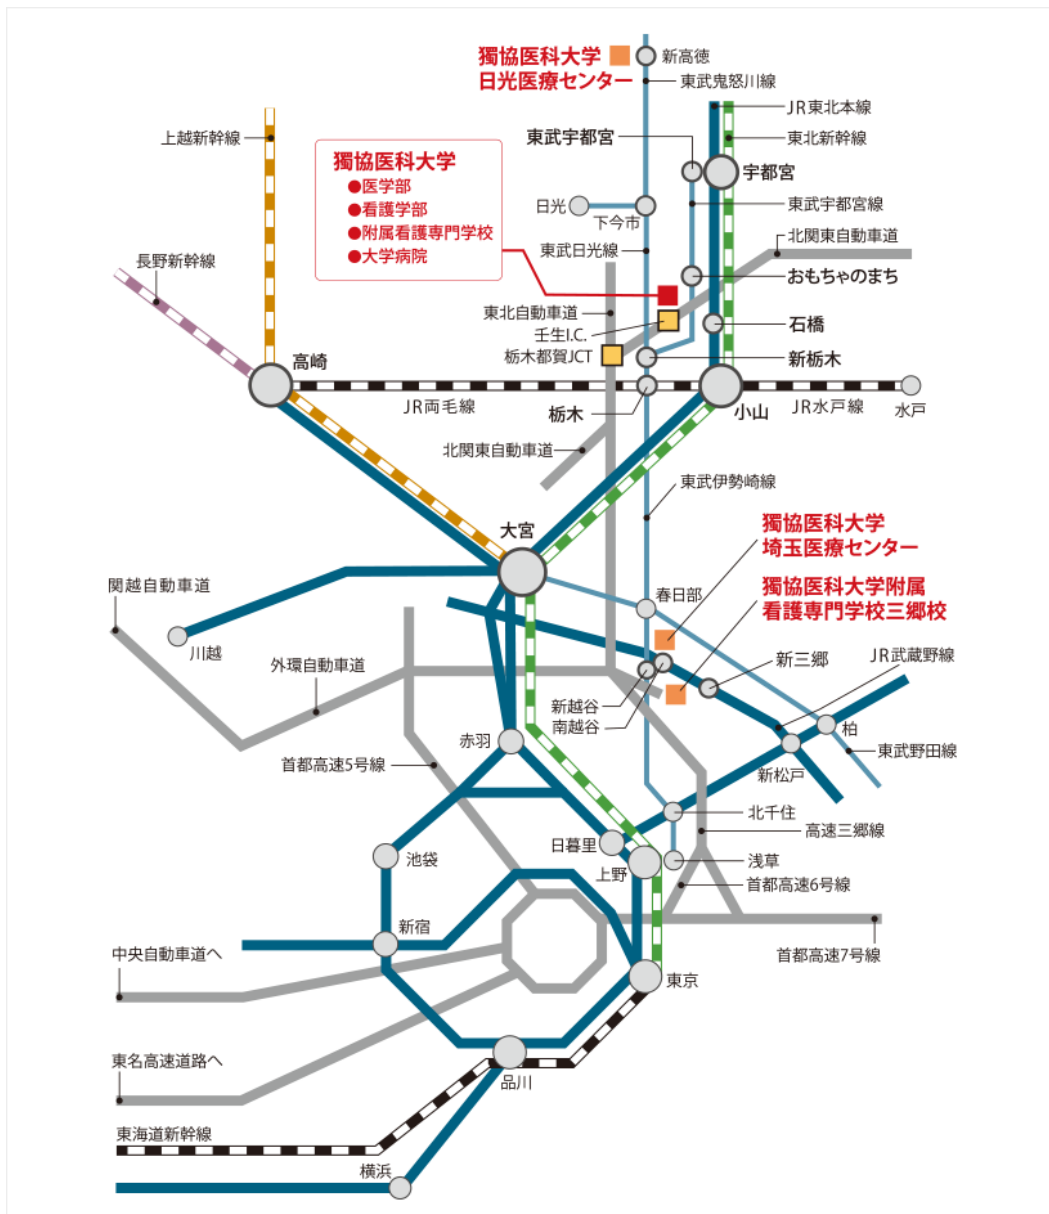 獨協医科大学
日光医療センター
新高徳
東武鬼怒川線
JR東北本線
上越新幹線
東武宇都宮
東北新幹線
獨協医科大学
●医学部
●看護学部
●附属看護専門学校
●大学病院
宇都宮
日光
下今市
東武宇都宮線
北関東自動車道
東武日光線
長野新幹線
おもちゃのまち
東北自動車道
壬生I.C.
石橋
栃木都賀JCT
新栃木
高崎
JR両毛線
栃木
小山
JR水戸線
水戸
北関東自動車道
東武伊勢崎線
大宮
獨協医科大学
埼玉医療センター
関越自動車道
春日部
獨協医科大学附属
看護専門学校三郷校
川越
外環自動車道
新三郷
JR武蔵野線
新越谷
南越谷
柏
赤羽
東武野田線
首都高速5号線
新松戸
北千住
高速三郷線
日暮里
池袋
上野
浅草
首都高速6号線
新宿
中央自動車道へ
首都高速7号線
東京
東名高速道路へ
品川
東海道新幹線
横浜